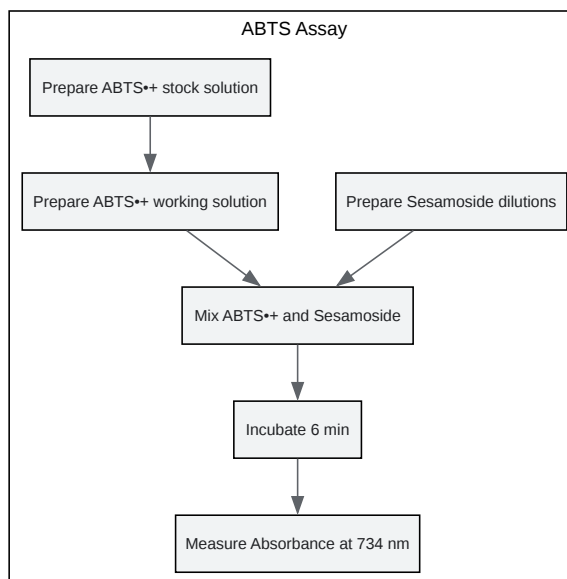 ABTS Assay
Prepare ABTS•+ stock solution
Prepare ABTS•+ working solution
Prepare Sesamoside dilutions
Mix ABTS•+ and Sesamoside
Incubate 6 min
Measure Absorbance at 734 nm